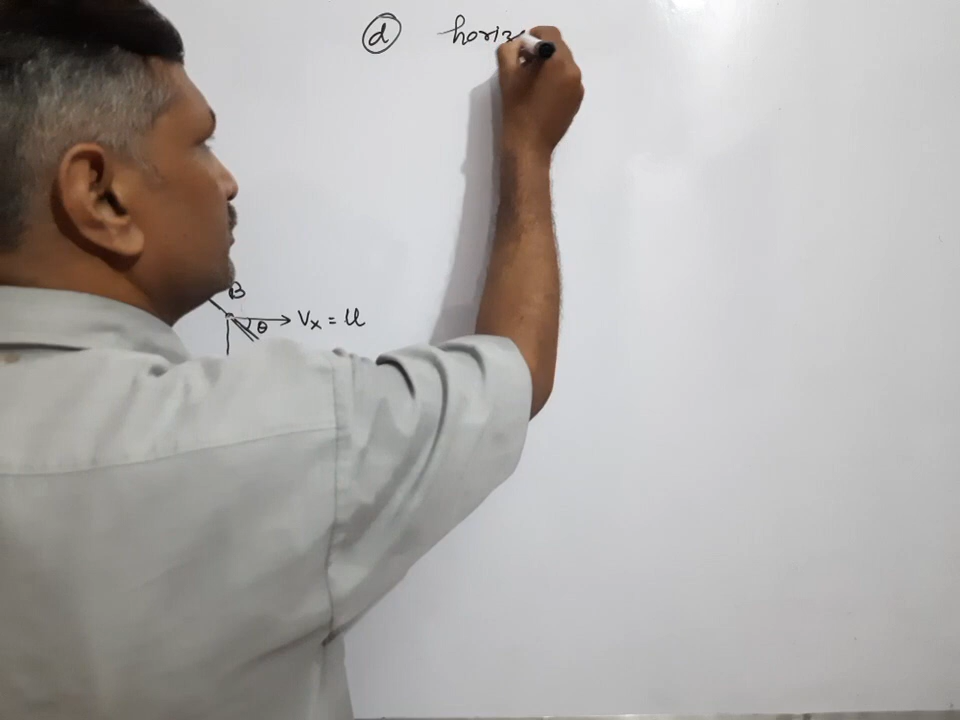 (d) horiz
B
θ Vx = u